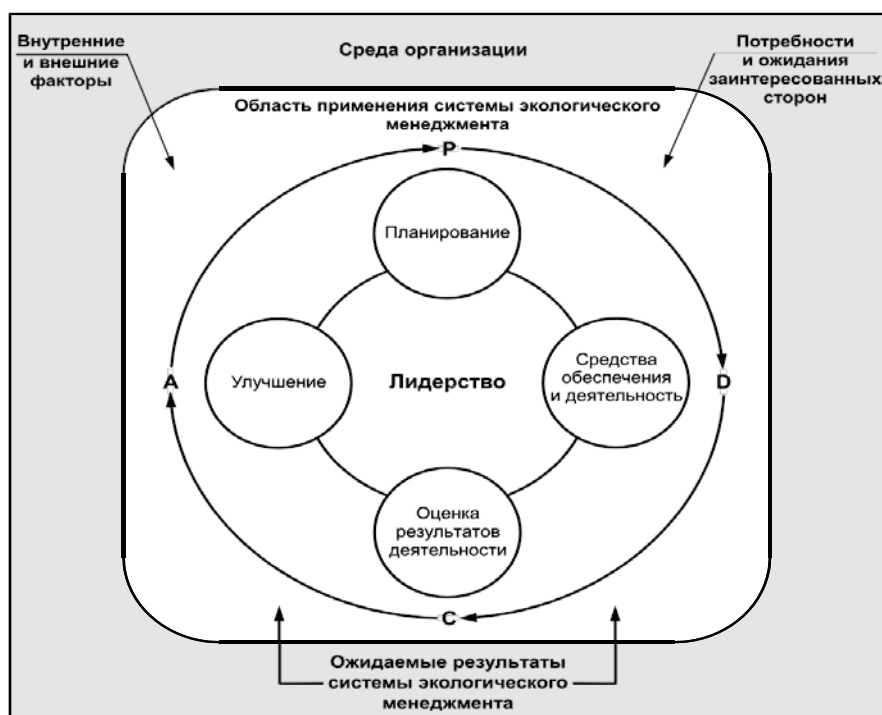 Внутренние
и внешние
факторы
Среда организации
Потребности
и ожидания
заинтересованных
сторон
Область применения системы экологического
менеджмента
P
Планирование
A
Улучшение
Лидерство
Средства
обеспечения
и деятельность
D
Оценка
результатов
деятельности
C
Ожидаемые результаты
системы экологического
менеджмента